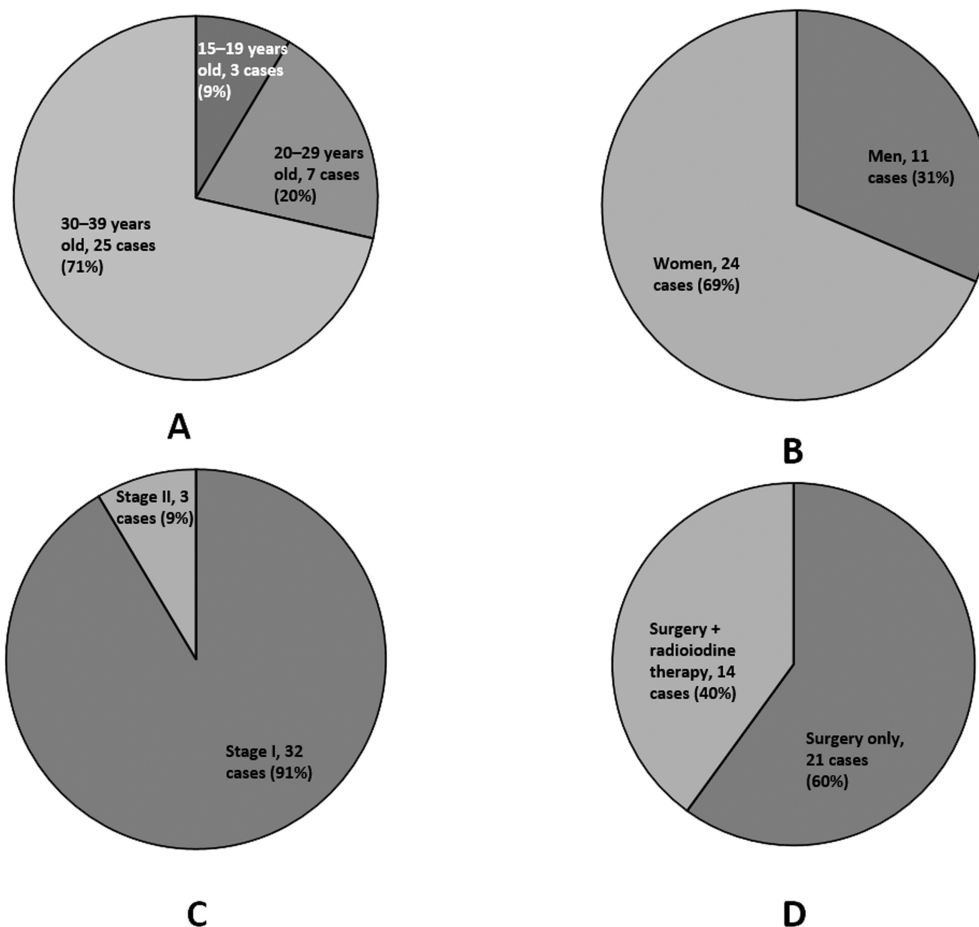 15–19 years
old, 3 cases
(9%)
20–29 years
old, 7 cases
(20%)
30–39 years
old, 25 cases
(71%)
A
Men, 11
cases (31%)
Women, 24
cases (69%)
B
Stage II, 3
cases (9%)
Stage I, 32
cases (91%)
C
Surgery +
radioiodine
therapy, 14
cases (40%)
Surgery only,
21 cases
(60%)
D